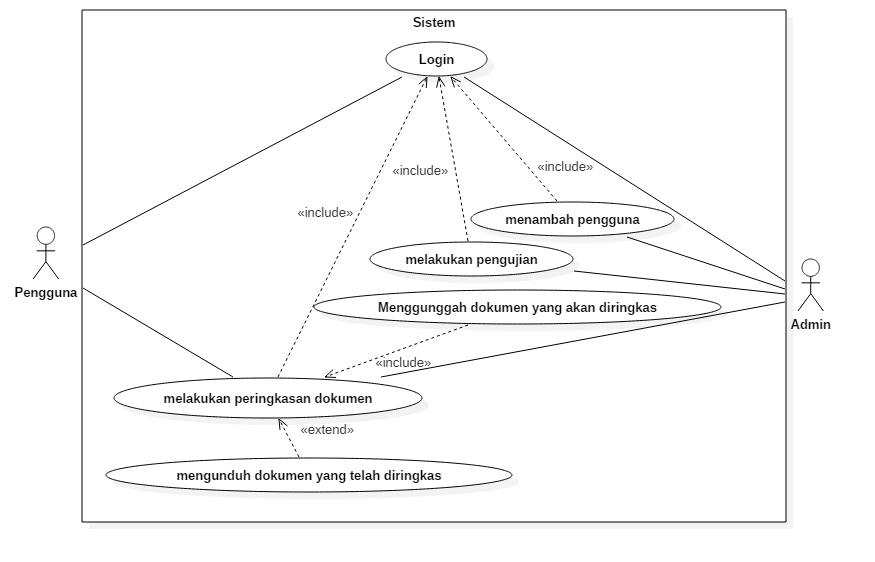 Sistem
Login
«include»
«include»
«include»
menambah pengguna
melakukan pengujian
Pengguna
Menggunggah dokumen yang akan diringkas
Admin
«include»
melakukan peringkasan dokumen
«extend»
mengunduh dokumen yang telah diringkas